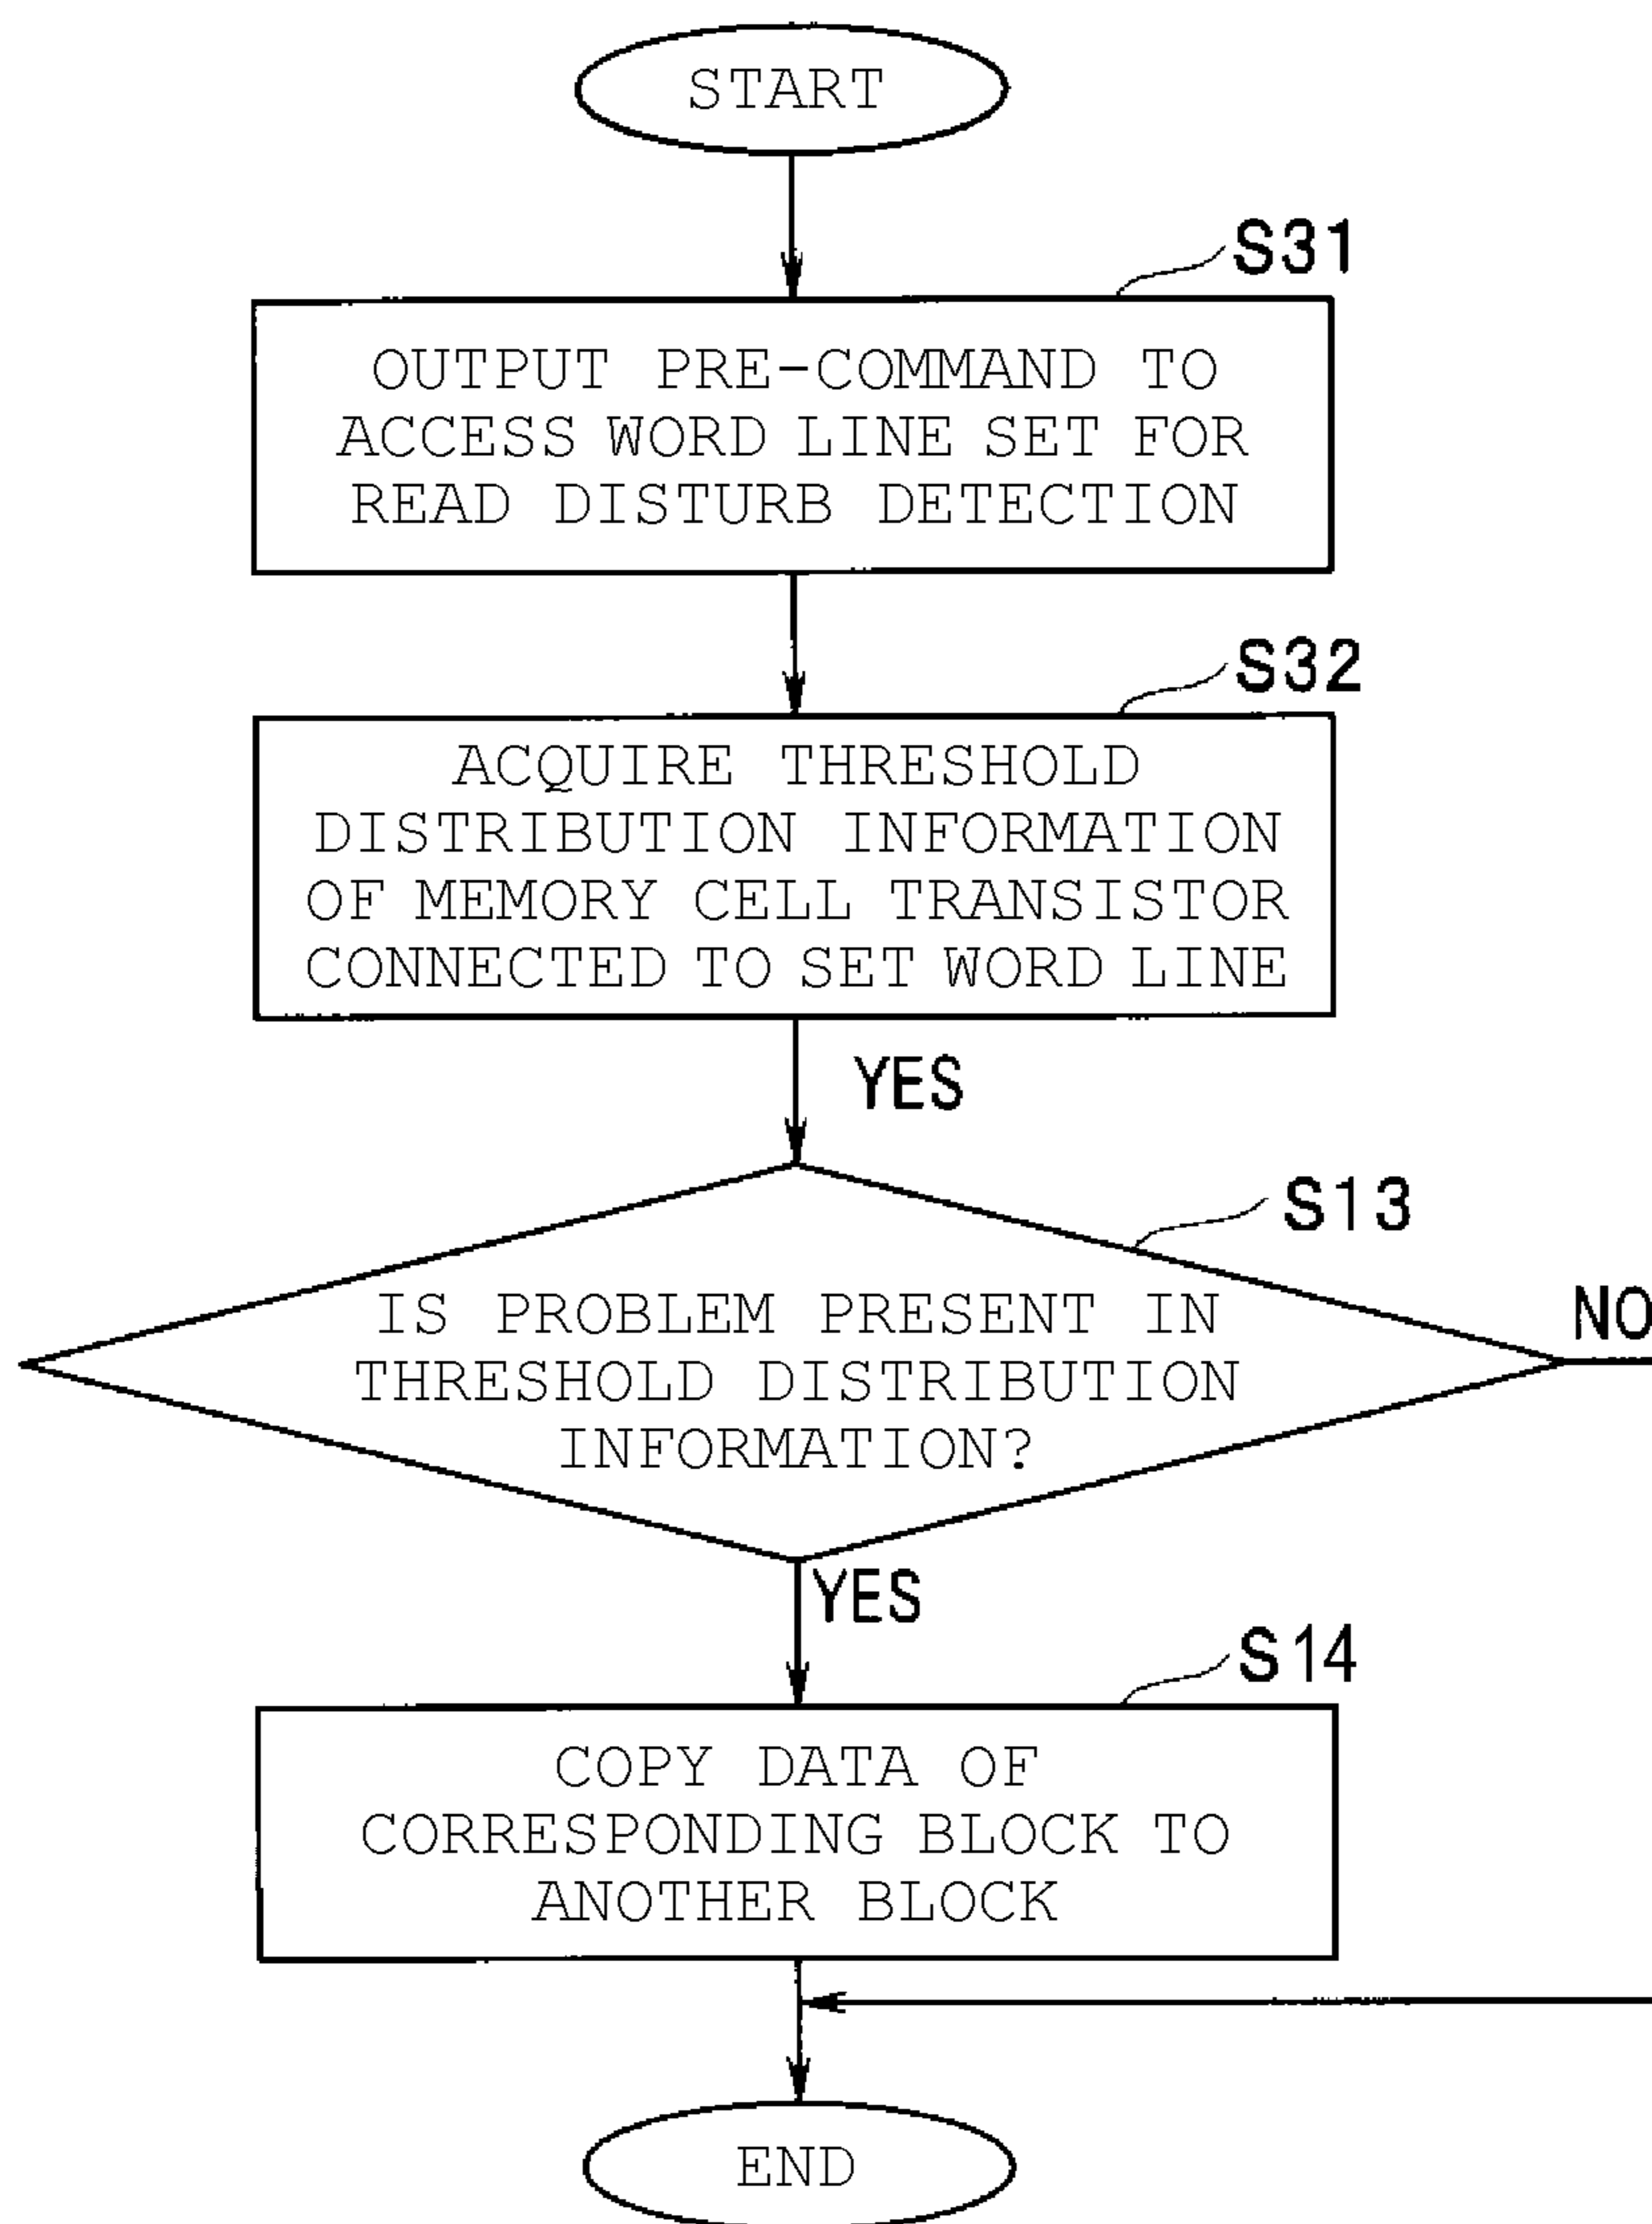 START
S31
OUTPUT PRE-COMMAND TO
ACCESS WORD LINE SET FOR
READ DISTURB DETECTION
S32
ACQUIRE THRESHOLD
DISTRIBUTION INFORMATION
OF MEMORY CELL TRANSISTOR
CONNECTED TO SET WORD LINE
YES
S13
IS PROBLEM PRESENT IN
THRESHOLD DISTRIBUTION
INFORMATION?
NO
YES
S14
COPY DATA OF
CORRESPONDING BLOCK TO
ANOTHER BLOCK
END